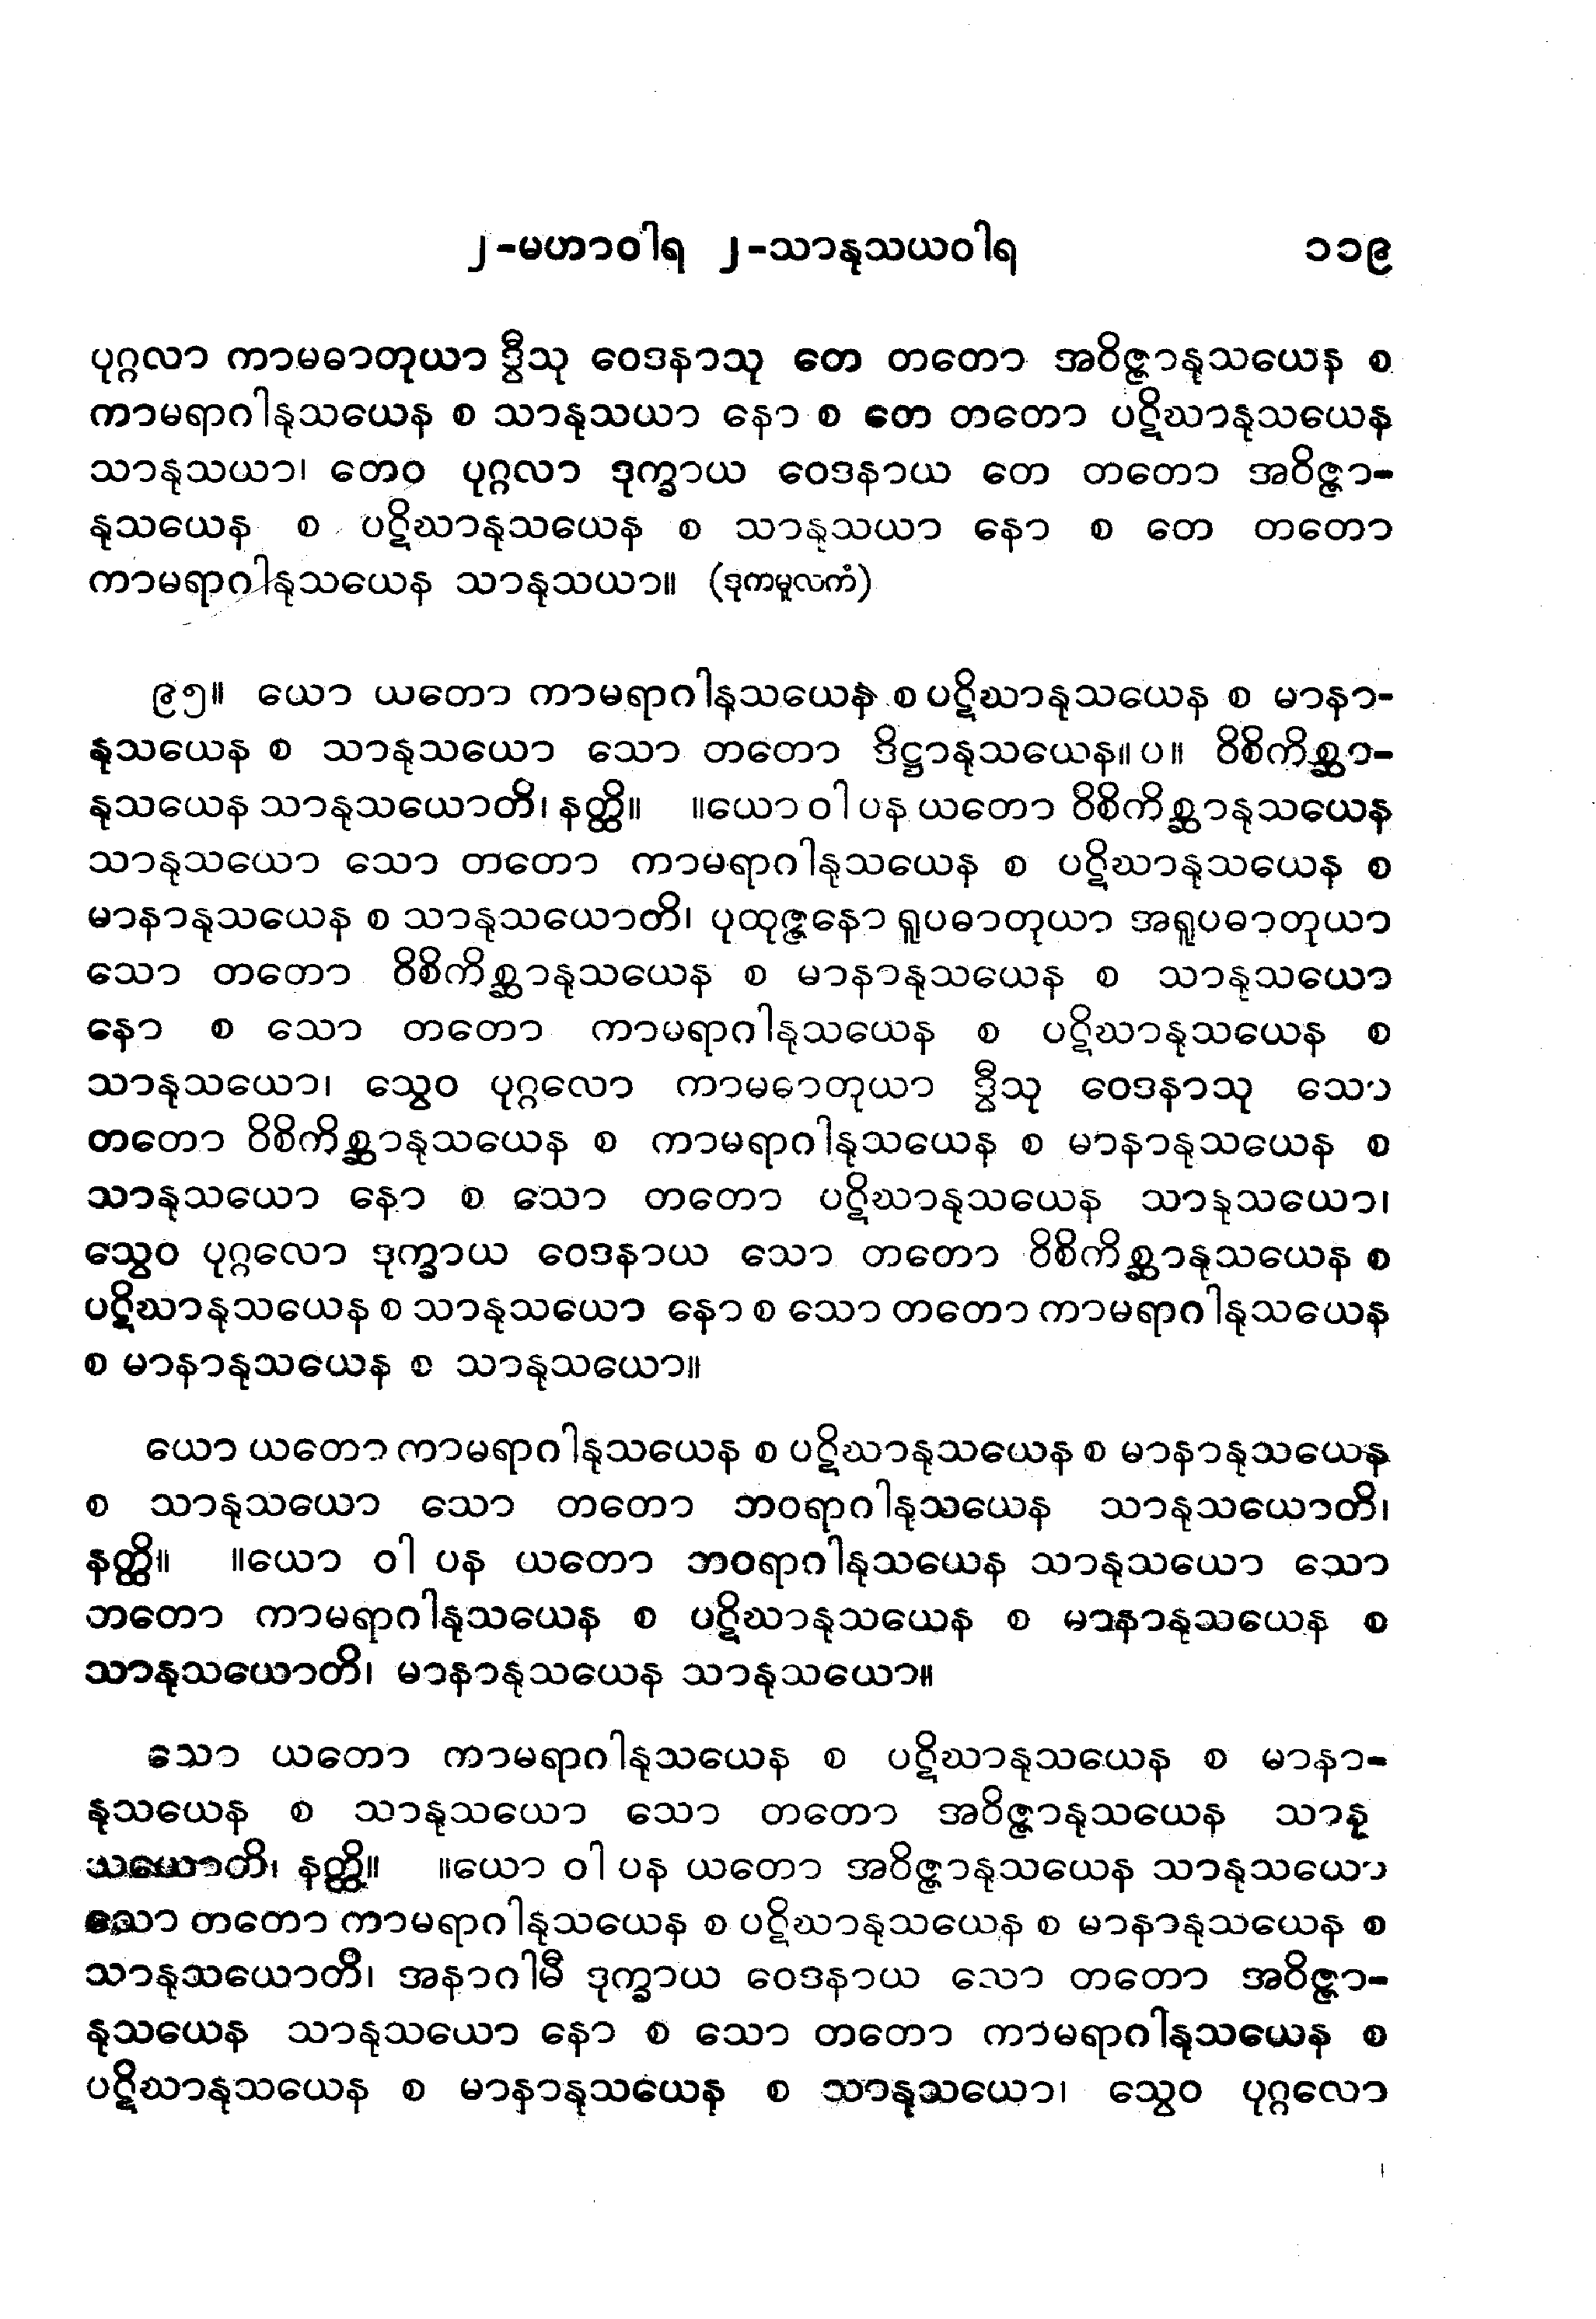 ၂-မဟာဝါရ ၂-သာနုသယဝါရ ၁၁၉
ပုဂ္ဂလာ ကာမဓာတုယာ ဒွီသု ဝေဒနာသု တေ တတော အဝိဇ္ဇာနုသယေန စ
ကာမရာဂါနုသယေန စ သာနုသယာ နော စ တေ တတော ပဋိဃာနုသယေန
သာနုသယာ၊ တေဝ ပုဂ္ဂလာ ဒုက္ခာယ ဝေဒနာယ တေ တတော အဝိဇ္ဇာ-
နုသယေန စ ပဋိဃာနုသယေန စ သာနုသယာ နော စ တေ တတော
ကာမရာဂါနုသယေန သာနုသယာ။ (ဒုကမူလကံ)
၉၅။ ယော ယတော ကာမရာဂါနုသယေန စ ပဋိဃာနုသယေန စ မာနာ-
နုသယေန စ သာနုသယော သော တတော ဒိဋ္ဌာနုသယေန။ ပ။ ဝိစိကိစ္ဆာ-
နုသယေန သာနုသယောတိ၊ နတ္ထိ။ ။ယော ဝါ ပန ယတော ဝိစိကိစ္ဆာနုသယေန
သာနုသယော သော တတော ကာမရာဂါနုသယေန စ ပဋိဃာနုသယေန စ
မာနာနုသယေန စ သာနုသယောတိ၊ ပုထုဇ္ဇနော ရူပဓာတုယာ အရူပဓာတုယာ
သော တတော ဝိစိကိစ္ဆာနုသယေန စ မာနာနုသယေန စ သာနုသယော
နော စ သော တတော ကာမရာဂါနုသယေန စ ပဋိဃာနုသယေန စ
သာနုသယော၊ သွေဝ ပုဂ္ဂလော ကာမဓာတုယာ ဒွီသု ဝေဒနာသု သော
တတော ဝိစိကိစ္ဆာနုသယေန စ ကာမရာဂါနုသယေန စ မာနာနုသယေန စ
သာနုသယော နော စ သော တတော ပဋိဃာနုသယေန သာနုသယော၊
သွေဝ ပုဂ္ဂလော ဒုက္ခာယ ဝေဒနာယ သော တတော ဝိစိကိစ္ဆာနုသယေန စ
ပဋိဃာနုသယေန စ သာနုသယော နော စ သော တတော ကာမရာဂါနုသယေန
စ မာနာနုသယေန စ သာနုသယော။
ယော ယတော ကာမရာဂါနုသယေန စ ပဋိဃာနုသယေန စ မာနာနုသယေန
စ သာနုသယော သော တတော ဘဝရာဂါနုသယေန သာနုသယောတိ၊
နတ္ထိ။ ။ယော ဝါ ပန ယတော ဘဝရာဂါနုသယေန သာနုသယော သော
ဘတော ကာမရာဂါနုသယေန စ ပဋိဃာနုသယေန စ မာနာနုသယေန စ
သာနုသယောတိ၊ မာနာနုသယေန သာနုသယော။
သော ယတော ကာမရာဂါနုသယေန စ ပဋိဃာနုသယေန စ မာနာ-
နုသယေန စ သာနုသယော သော တတော အဝိဇ္ဇာနုသယေန သာနု
သယောတိ၊ နတ္ထိ။ ။ယော ဝါ ပန ယတော အဝိဇ္ဇာနုသယေန သာနုသယော
သော တတော ကာမရာဂါနုသယေန စ ပဋိဃာနုသယေန စ မာနာနုသယေန စ
သာနုသယောတိ၊ အနာဂါမီ ဒုက္ခာယ ဝေဒနာယ သော တတော အဝိဇ္ဇာ-
နုသယေန သာနုသယော နော စ သော တတော ကာမရာဂါနုသယေန စ
ပဋိဃာနုသယေန စ မာနာနုသယေန စ သာနုသယော၊ သွေဝ ပုဂ္ဂလော